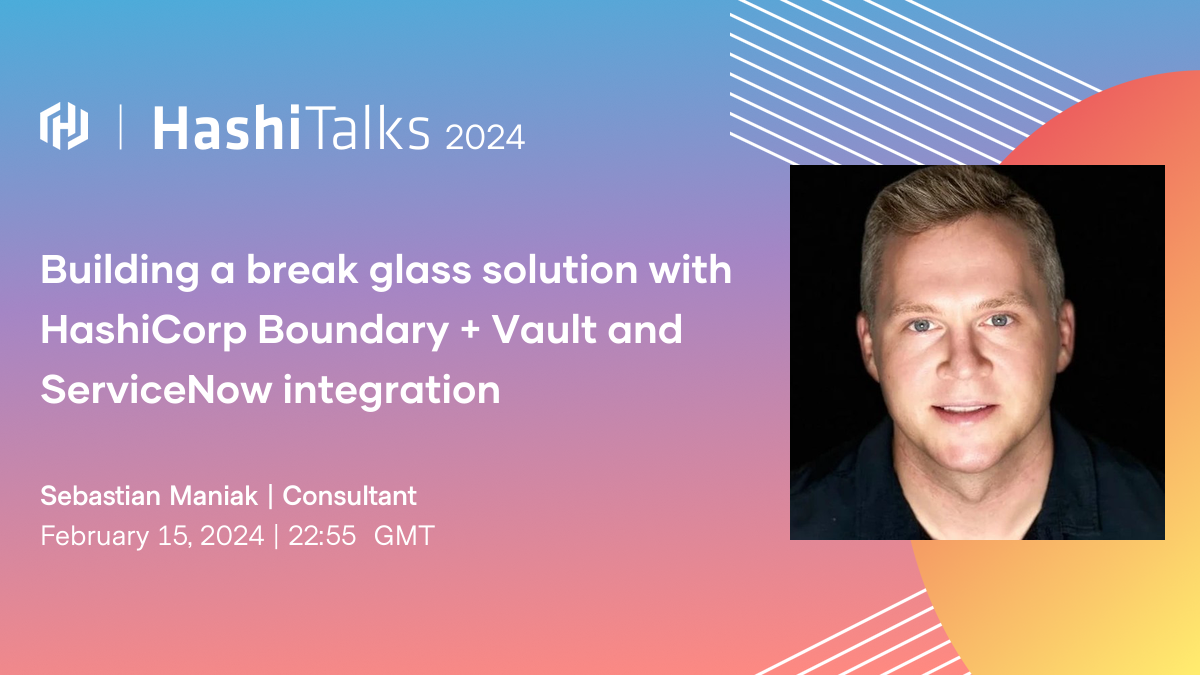 HashiTalks 2024
Building a break glass solution with
HashiCorp Boundary + Vault and
ServiceNow integration
Sebastian Maniak | Consultant
February 15, 2024 | 22:55 GMT